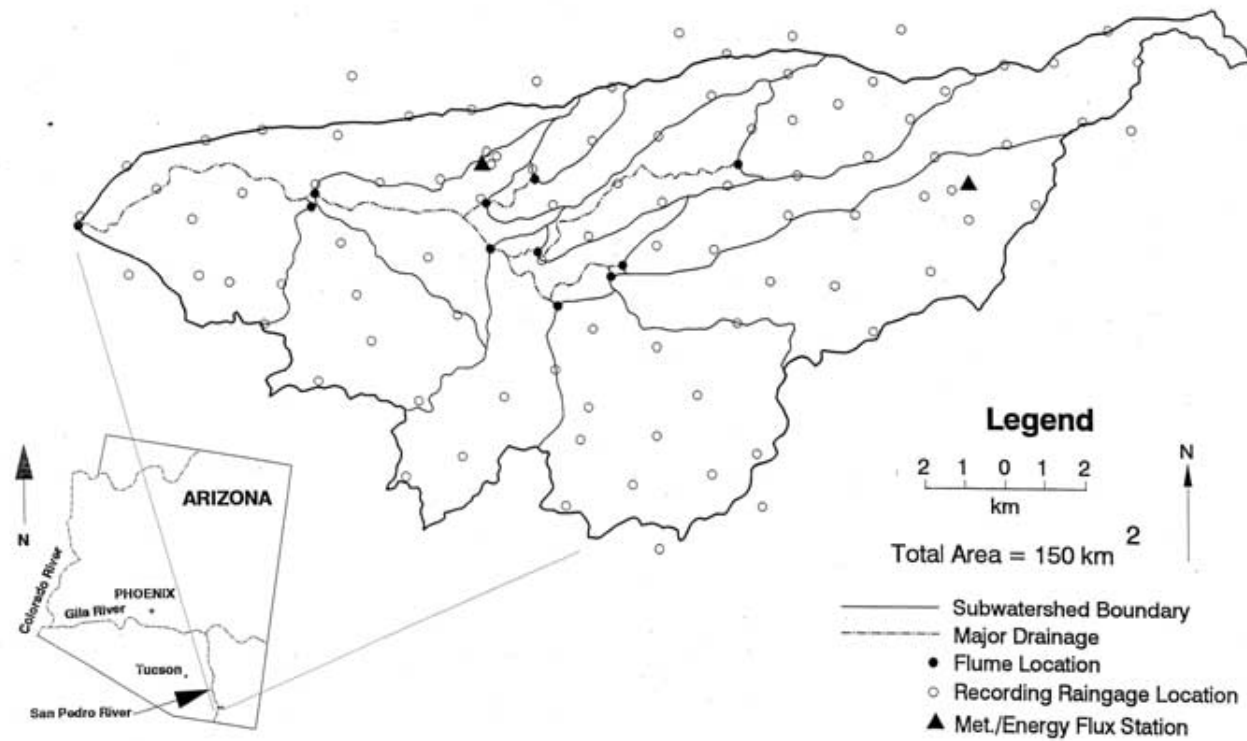 Legend
N
2 1 0 1 2
km
Total Area = 150 km 2
Subwatershed Boundary
Major Drainage
Flume Location
Recording Raingage Location
Met./Energy Flux Station
ARIZONA
N
Colorado River
PHOENIX
Gila River
Tucson
San Pedro River